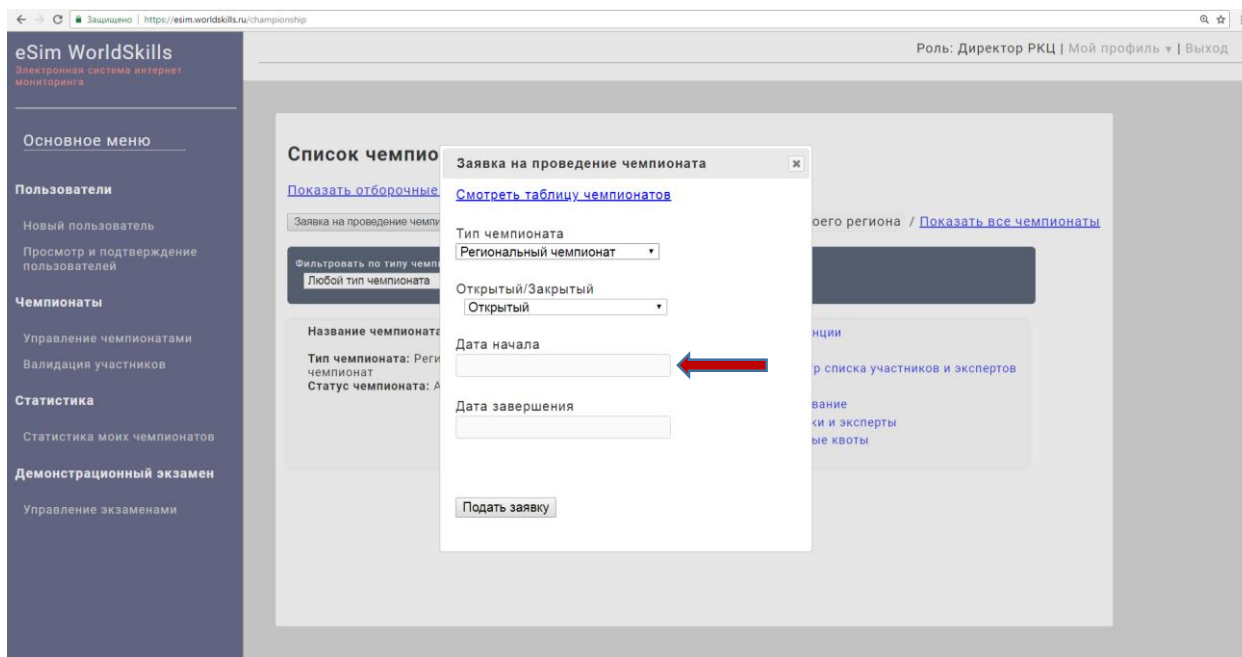 Защищено | https://esim.worldskills.ru/championship
eSim WorldSkills
Электронная система интернет
мониторинга
Роль: Директор РКЦ | Мой профиль ▾ | Выход
Основное меню
Пользователи
Новый пользователь
Просмотр и подтверждение
пользователей
Чемпионаты
Управление чемпионатами
Валидация участников
Статистика
Статистика моих чемпионатов
Демонстрационный экзамен
Управление экзаменами
Список чемпио
Показать отборочные
Заявка на проведение чемпи
оего региона / Показать все чемпионаты
Фильтровать по типу чемпи
Любой тип чемпионата
Название чемпионата
Тип чемпионата: Реги
чемпионат
Статус чемпионата: А
нции
р списка участников и экспертов
вание
ки и эксперты
ые квоты
Заявка на проведение чемпионата
Смотреть таблицу чемпионатов
Тип чемпионата
Региональный чемпионат
Открытый/Закрытый
Открытый
Дата начала
Дата завершения
Подать заявку